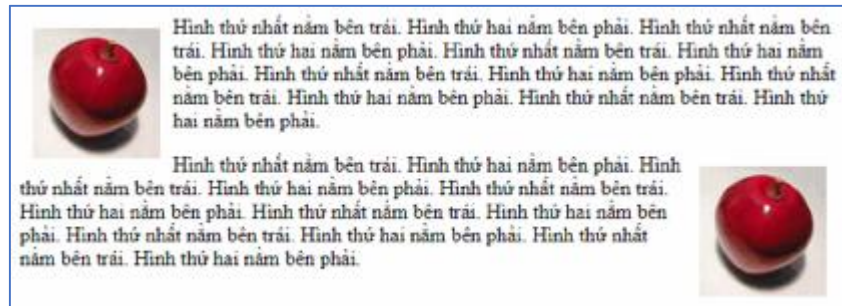 Hình thứ nhất nằm bên trái. Hình thứ hai nằm bên phải. Hình thứ nhất nằm bên
trái. Hình thứ hai nằm bên phải. Hình thứ nhất nằm bên trái. Hình thứ hai nằm
bên phải. Hình thứ nhất nằm bên trái. Hình thứ hai nằm bên phải. Hình thứ nhất
nằm bên trái. Hình thứ hai nằm bên phải. Hình thứ nhất nằm bên trái. Hình thứ
hai nằm bên phải.
Hình thứ nhất nằm bên trái. Hình thứ hai nằm bên phải. Hình
thứ nhất nằm bên trái. Hình thứ hai nằm bên phải. Hình thứ nhất nằm bên trái.
Hình thứ hai nằm bên phải. Hình thứ nhất nằm bên trái. Hình thứ hai nằm bên
phải. Hình thứ nhất nằm bên trái. Hình thứ hai nằm bên phải. Hình thứ nhất
nằm bên trái. Hình thứ hai nằm bên phải.